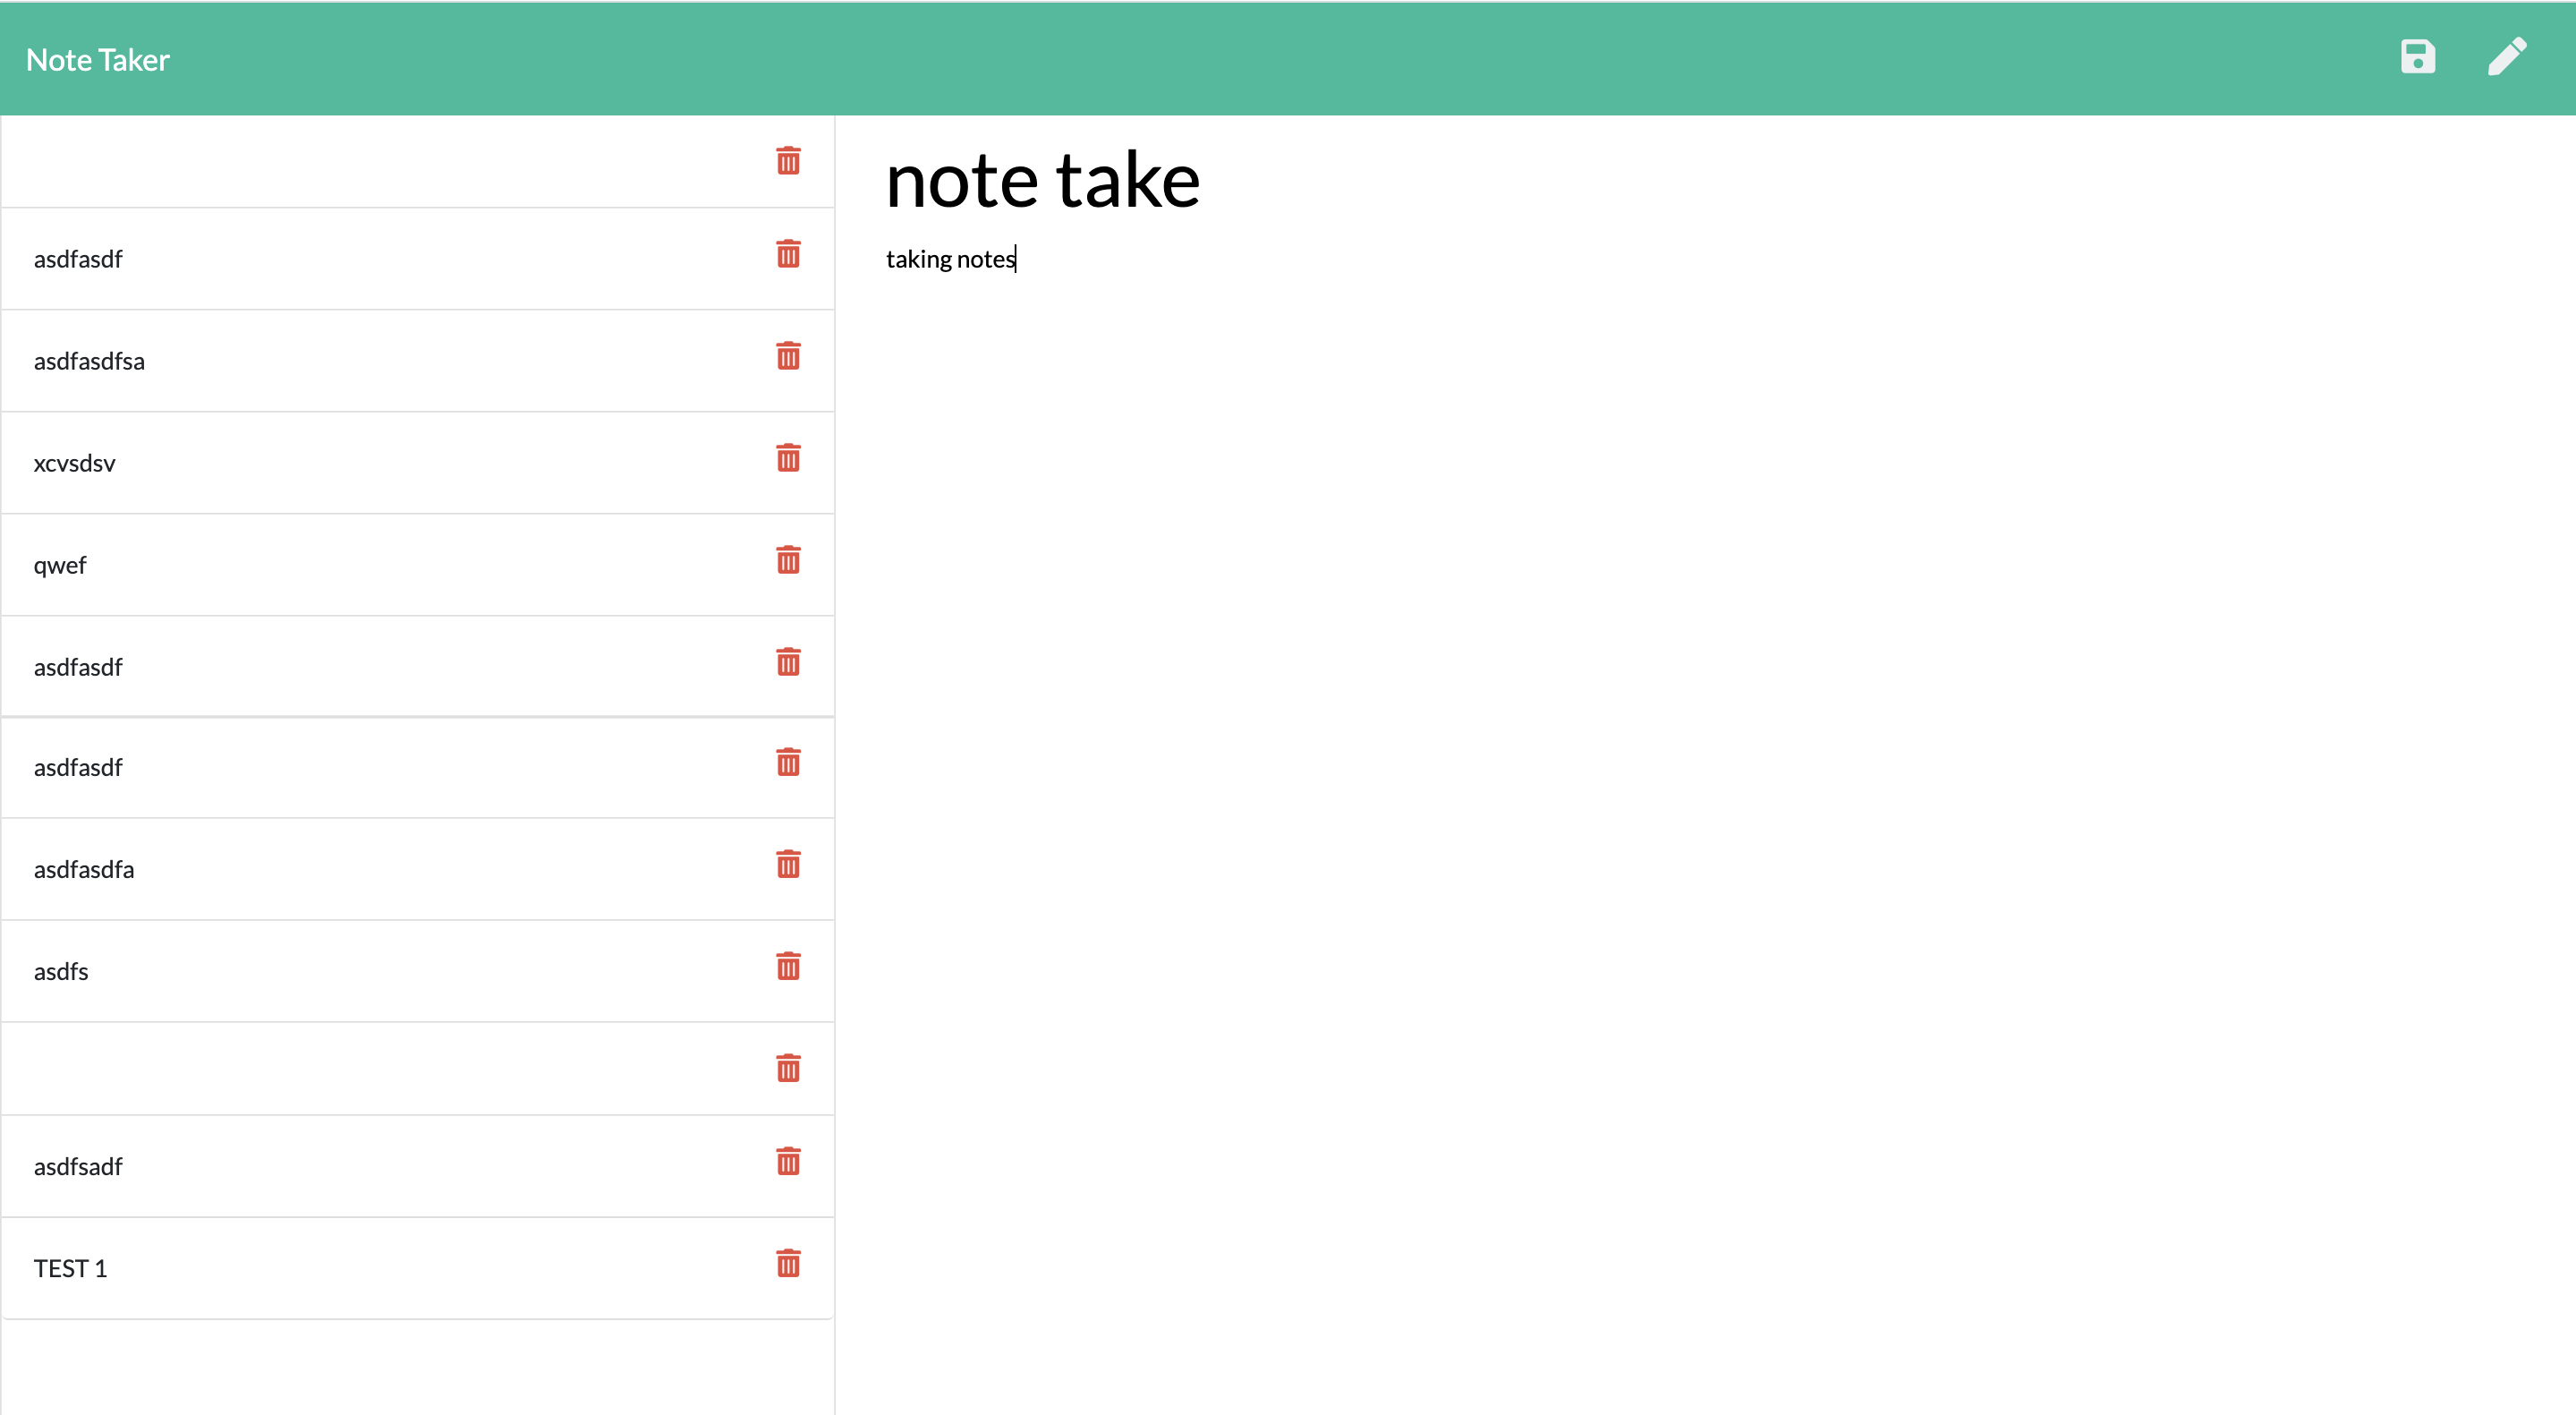 Note Taker
asdfasdf
asdfasdfsa
xcvsdsv
qwef
asdfasdf
asdfasdf
asdfasdfa
asdfs
asdfsadf
TEST 1
note take
taking notes